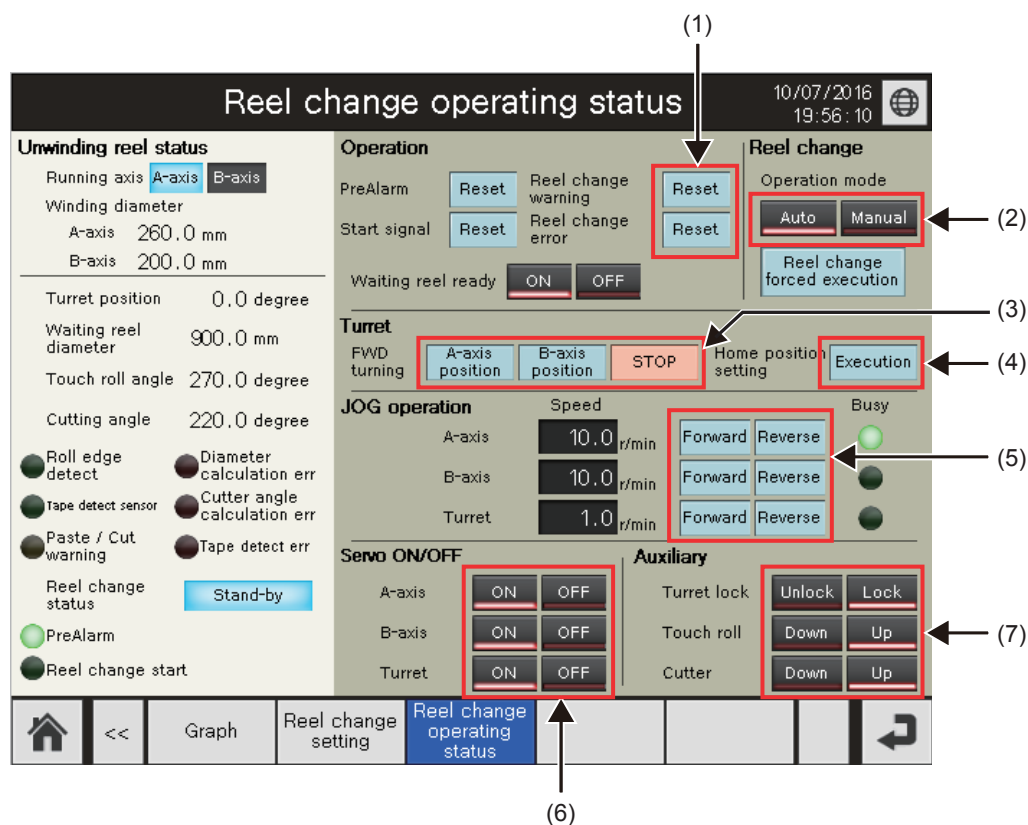 (1)
Reel change operating status
10/07/2016
19:56:10
Unwinding reel status
Running axis A-axis B-axis
Winding diameter
A-axis 260.0 mm
B-axis 200.0 mm
Turret position 0.0 degree
Waiting reel
diameter
900.0 mm
Touch roll angle 270.0 degree
Cutting angle 220.0 degree
Roll edge
detect
Diameter
calculation err
Tape detect sensor
Cutter angle
calculation err
Paste / Cut
warning
Tape detect err
Reel change
status
Stand-by
PreAlarm
Reel change start
Operation
PreAlarm Reset
Reel change
warning
Reset
Start signal Reset
Reel change
error
Reset
Waiting reel ready ON OFF
Reel change
Operation mode
Auto Manual
(2)
Reel change
forced execution
Turret
(3)
FWD
turning
A-axis
position
B-axis
position
STOP
Home position
setting
Execution
(4)
JOG operation Speed Busy
A-axis 10.0 r/min Forward Reverse
(5)
B-axis 10.0 r/min Forward Reverse
Turret 1.0 r/min Forward Reverse
Servo ON/OFF
A-axis ON OFF
B-axis ON OFF
Turret ON OFF
(6)
Auxiliary
Turret lock Unlock Lock
Touch roll Down Up
(7)
Cutter Down Up
<<
Graph
Reel change
setting
Reel change
operating
status